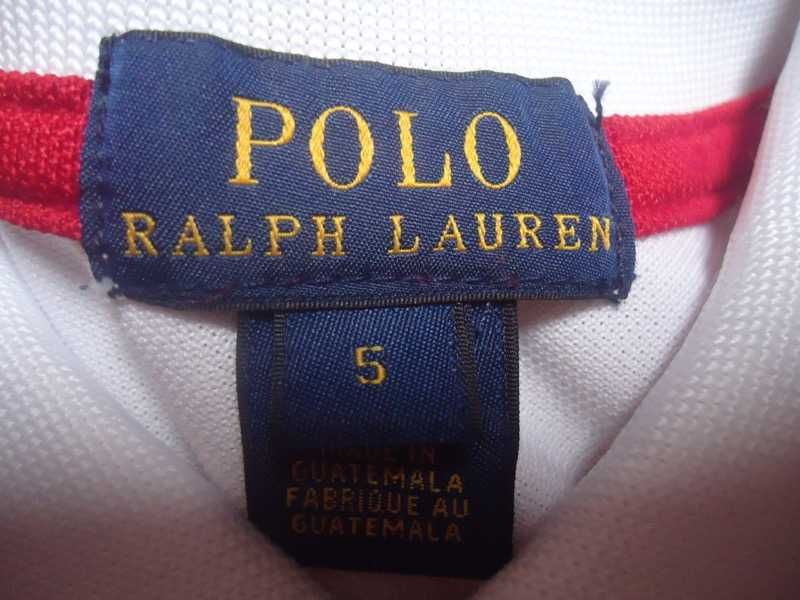 POLO
RALPH LAUREN
5
MADE IN
GUATEMALA
FABRIQUE AU
GUATEMALA